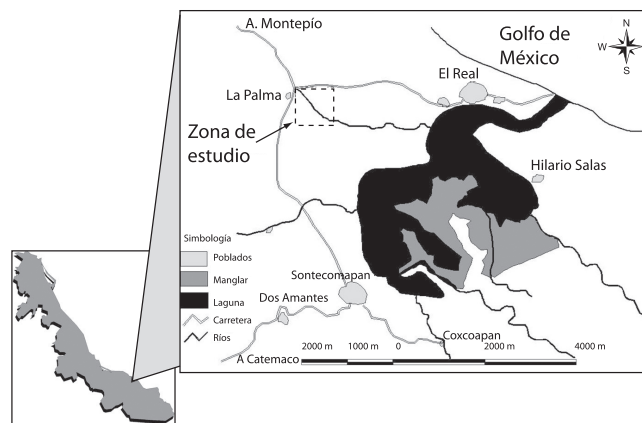 A. Montepío
Golfo de
México
N
W
E
S
El Real
La Palma
Zona de
estudio
Hilario Salas
Simbología
Poblados
Manglar
Laguna
Carretera
Ríos
Sontecomapan
Dos Amantes
Coxcoapan
A Catemaco
2000 m
1000 m
0
2000 m
4000 m